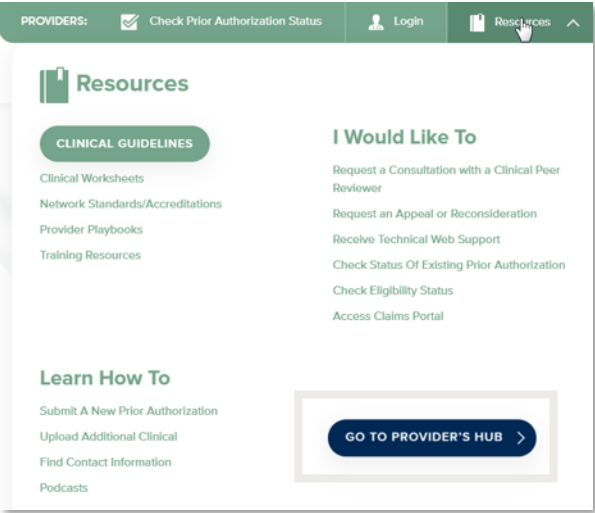 PROVIDERS:
Check Prior Authorization Status
Login
Resources
Resources
CLINICAL GUIDELINES
Clinical Worksheets
Network Standards/Accreditations
Provider Playbooks
Training Resources
I Would Like To
Request a Consultation with a Clinical Peer
Reviewer
Request an Appeal or Reconsideration
Receive Technical Web Support
Check Status Of Existing Prior Authorization
Check Eligibility Status
Access Claims Portal
Learn How To
Submit A New Prior Authorization
Upload Additional Clinical
Find Contact Information
Podcasts
GO TO PROVIDER'S HUB